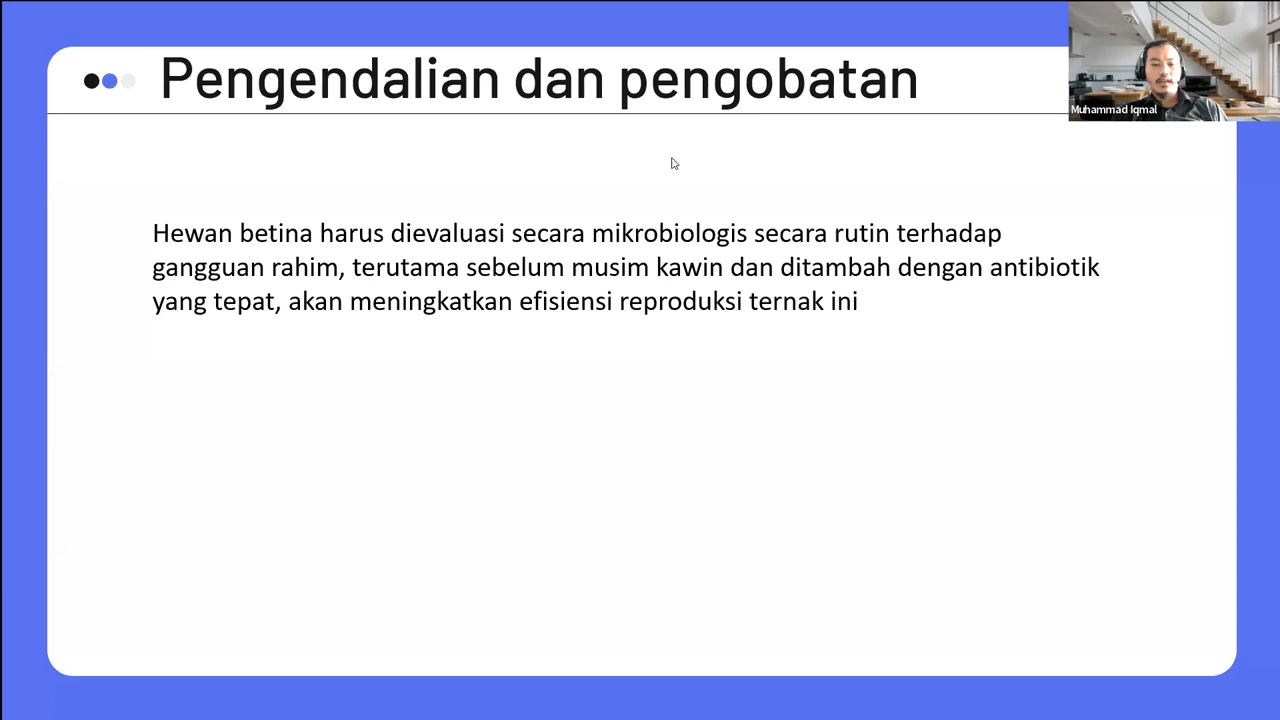 Pengendalian dan pengobatan
Muhammad Iqmal
Hewan betina harus dievaluasi secara mikrobiologis secara rutin terhadap
gangguan rahim, terutama sebelum musim kawin dan ditambah dengan antibiotik
yang tepat, akan meningkatkan efisiensi reproduksi ternak ini